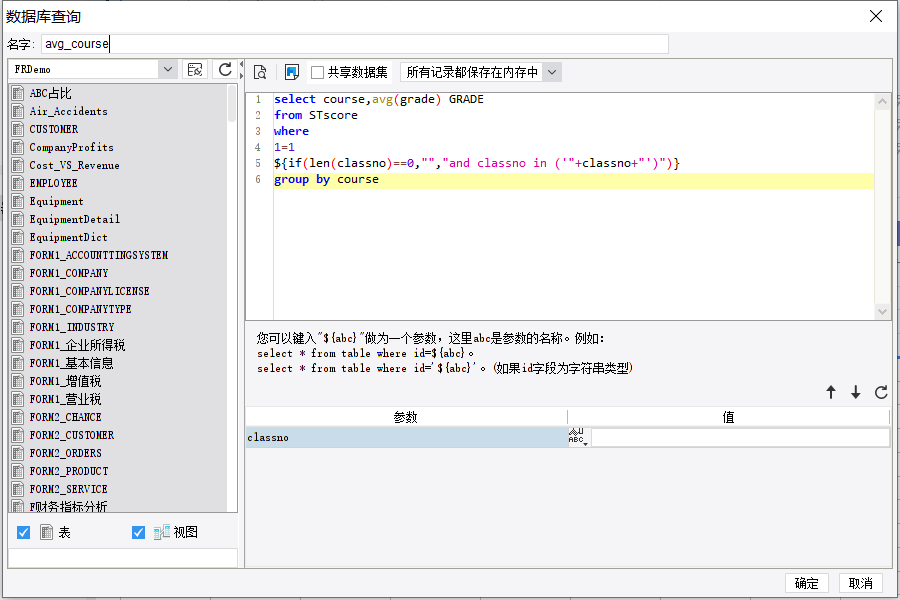 数据库查询
名字: avg_course
FRDemo
共享数据集
所有记录都保存在内存中
ABC占比
Air_Accidents
CUSTOMER
CompanyProfits
Cost_VS_Revenue
EMPLOYEE
Equipment
EquipmentDetail
EquipmentDict
FORM1_ACCOUNTTINGSYSTEM
FORM1_COMPANY
FORM1_COMPANYLICENSE
FORM1_COMPANYTYPE
FORM1_INDUSTRY
FORM1_企业所得税
FORM1_基本信息
FORM1_增值税
FORM1_营业税
FORM2_CHANCE
FORM2_CUSTOMER
FORM2_ORDERS
FORM2_PRODUCT
FORM2_SERVICE
F财务指标分析
表
视图
1 select course,avg(grade) GRADE
2 from STscore
3 where
4 1=1
5 ${if(len(classno)==0,"","and classno in ('"+classno+"')")}
6 group by course
您可以键入"${abc}"做为一个参数，这里abc是参数的名称。例如:
select * from table where id=${abc}。
select * from table where id='${abc}'。(如果id字段为字符串类型)
参数
值
classno
ABC
确定
取消